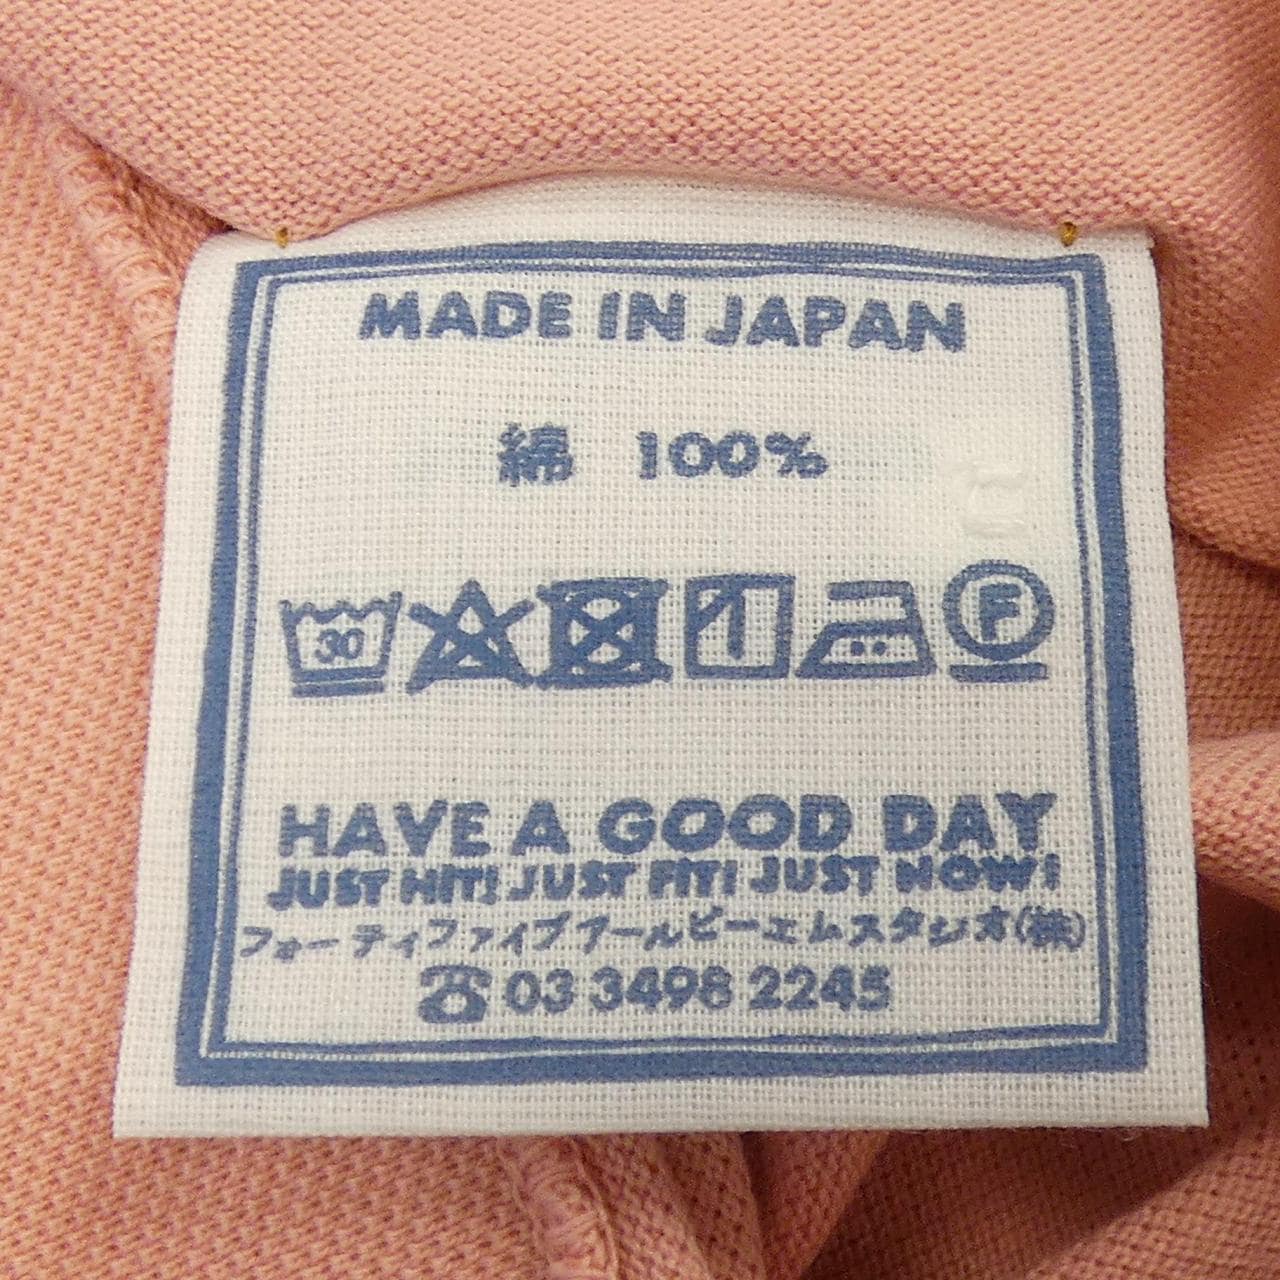 MADE IN JAPAN
綿 100%
30 F
HAVE A GOOD DAY
JUST HIT! JUST FIT! JUST NOW!
フォーティファイブアールピーエムスタジオ(株)
☎03 3498 2245